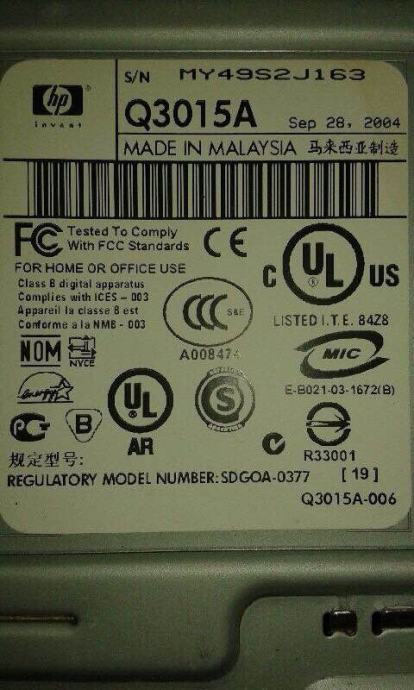 hp
invent
S/N MY49S2J163
Q3015A Sep 28, 2004
MADE IN MALAYSIA 马来西亚制造
FC Tested To Comply
With FCC Standards
CE
FOR HOME OR OFFICE USE
Class B digital apparatus
Complies with ICES - 003
Appareil la classe B est
Conforme a la NMB - 003
CCC S&E
A008474
C UL US
LISTED I.T.E. 84Z8
NOM NYCE
MIC
E-B021-03-1672(B)
energy
UL
AR
S
PC
B
C
R33001
规定型号:
REGULATORY MODEL NUMBER: SDGOA-0377 [19]
Q3015A-006